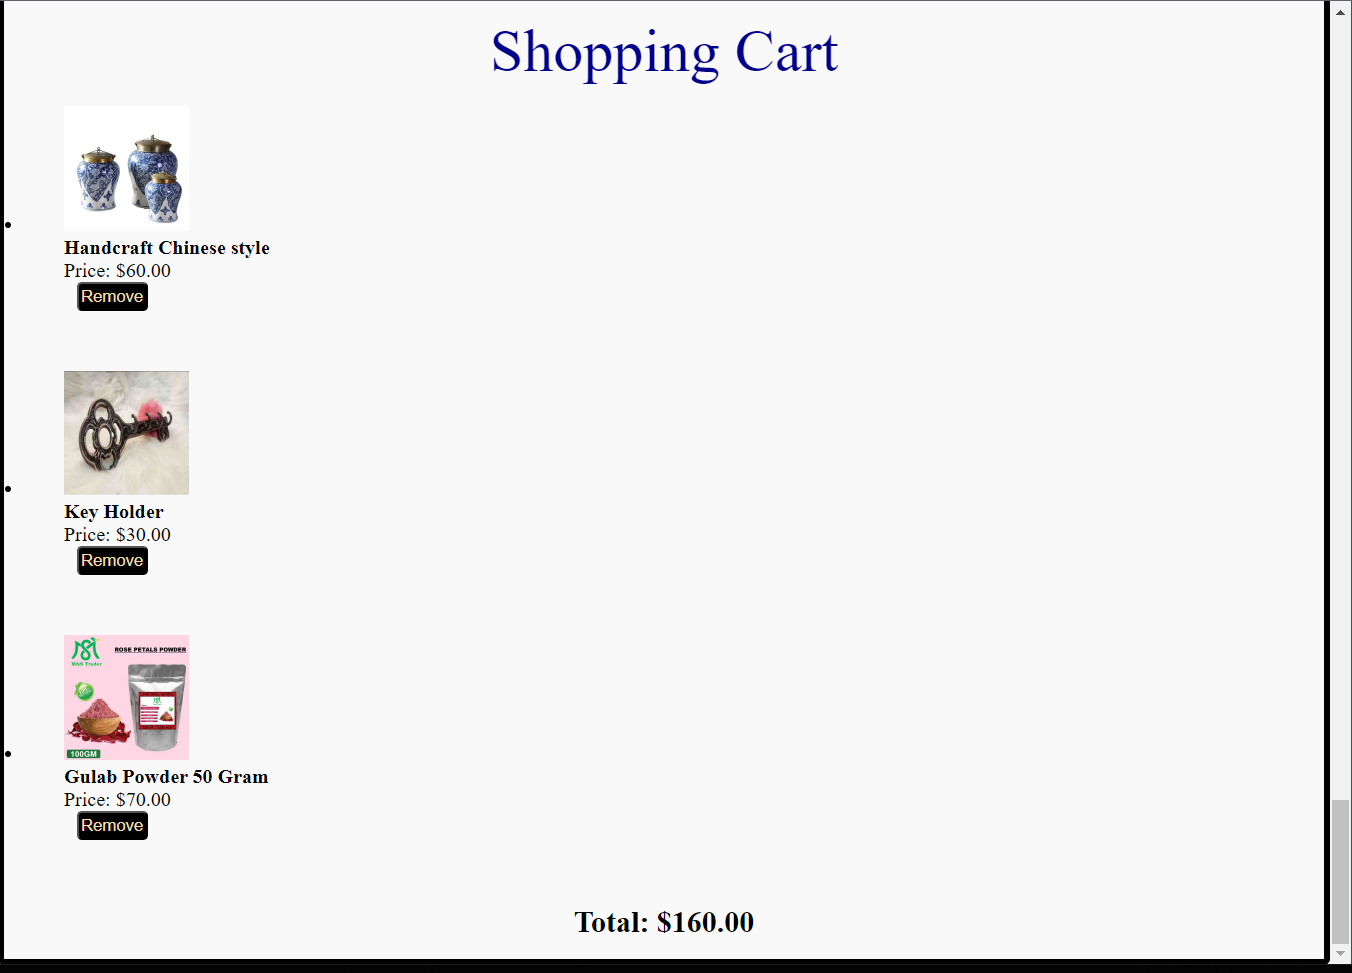 Shopping Cart
Handcraft Chinese style
Price: $60.00
Remove
Key Holder
Price: $30.00
Remove
M&S Trader
ROSE PETALS POWDER
100GM
Gulab Powder 50 Gram
Price: $70.00
Remove
Total: $160.00